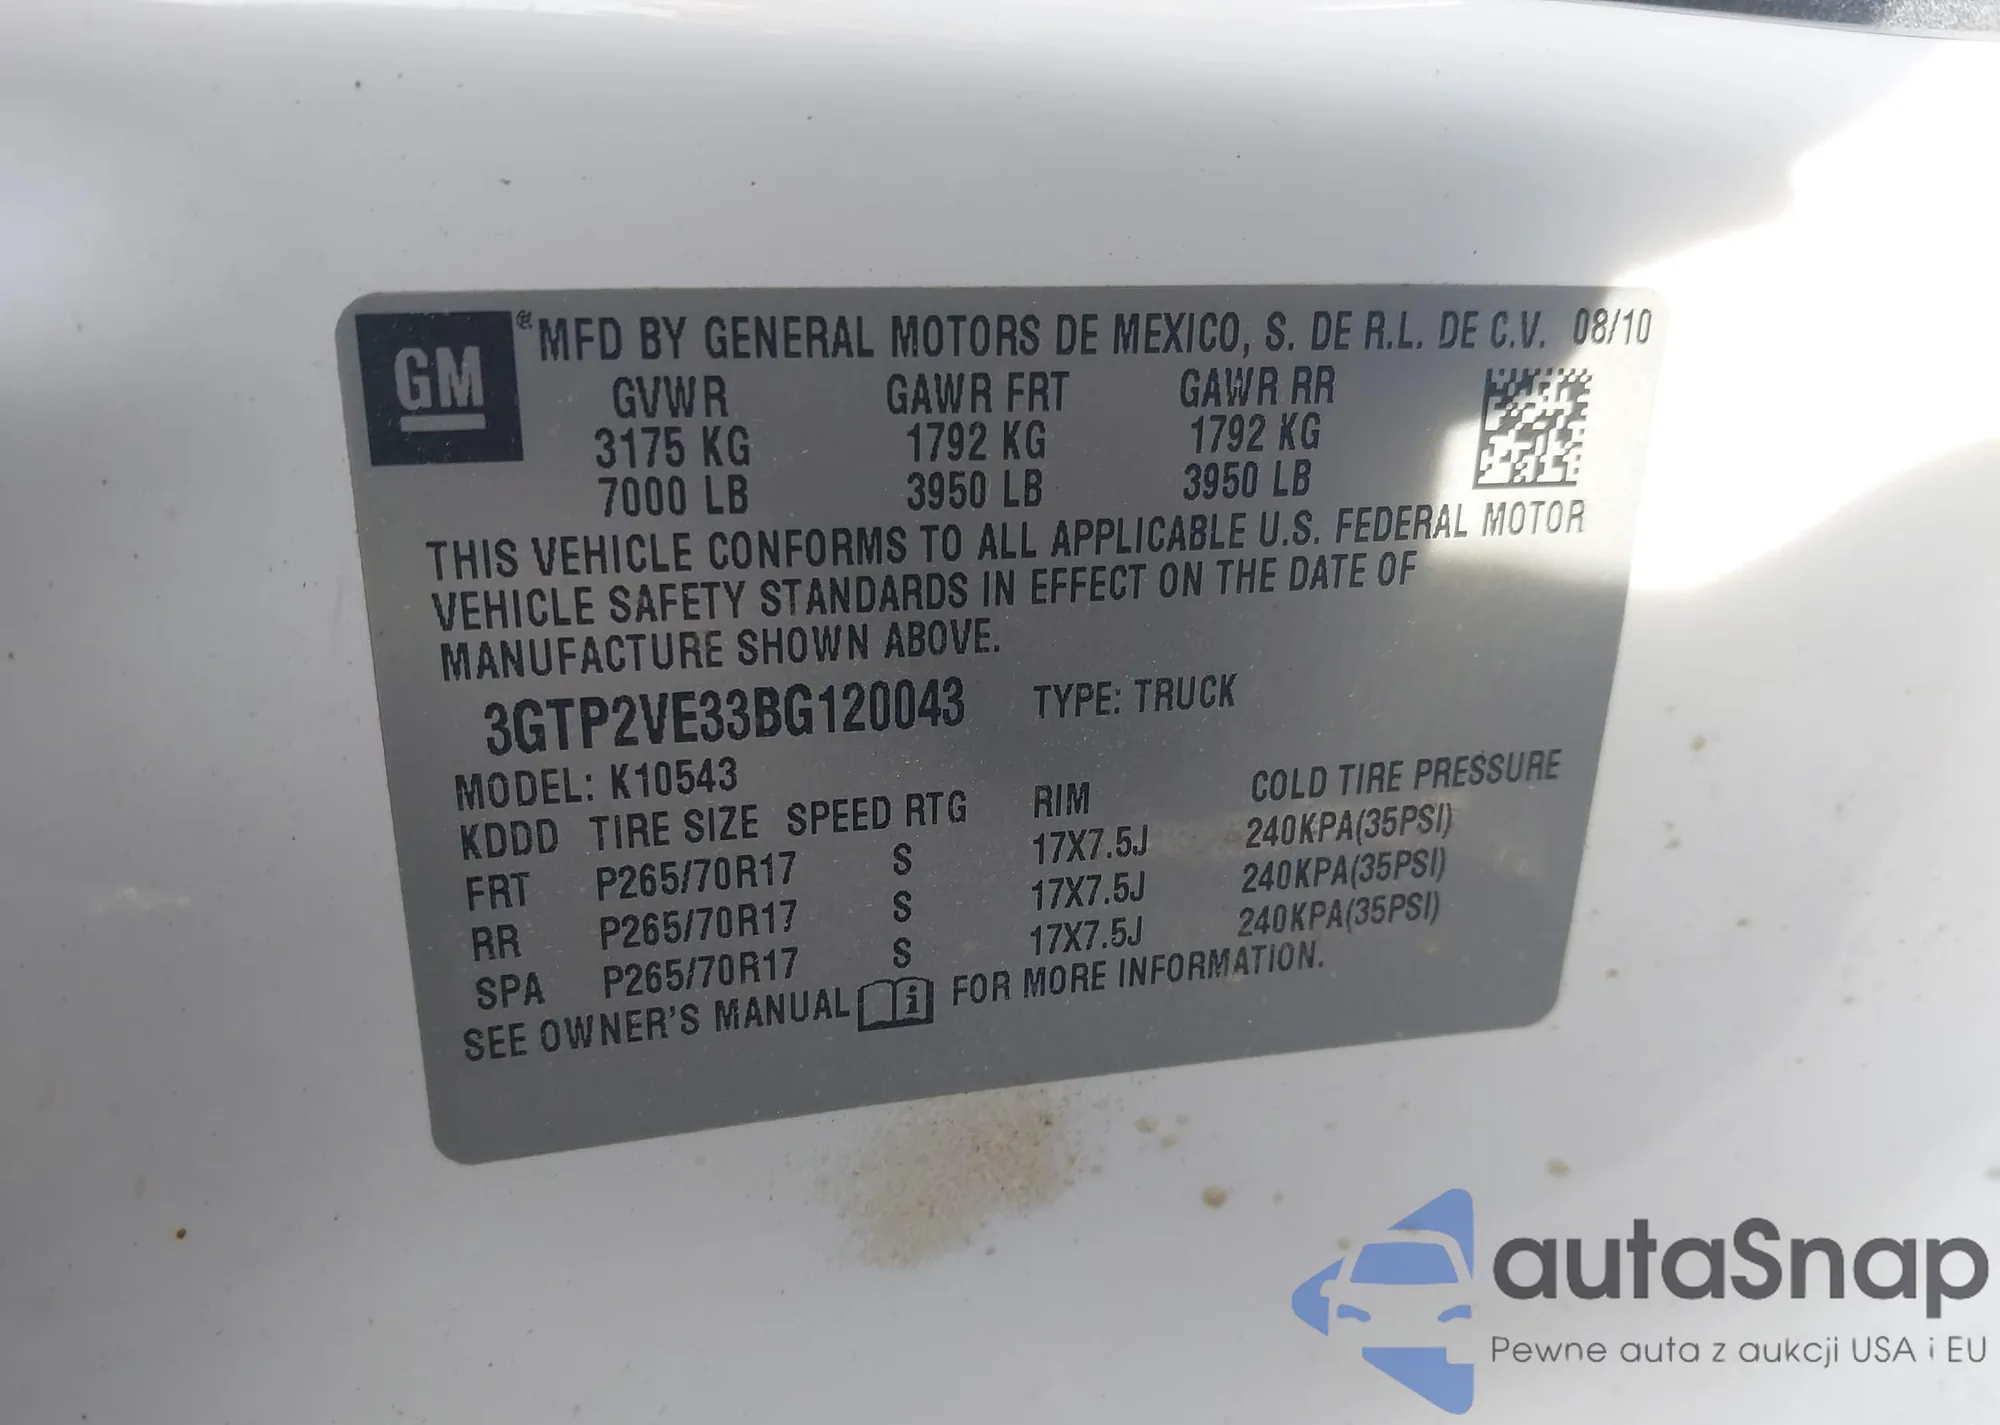 GM ® MFD BY GENERAL MOTORS DE MEXICO, S. DE R.L. DE C.V. 08/10
GVWR GAWR FRT GAWR RR
3175 KG 1792 KG 1792 KG
7000 LB 3950 LB 3950 LB
THIS VEHICLE CONFORMS TO ALL APPLICABLE U.S. FEDERAL MOTOR
VEHICLE SAFETY STANDARDS IN EFFECT ON THE DATE OF
MANUFACTURE SHOWN ABOVE.
3GTP2VE33BG120043 TYPE: TRUCK
MODEL: K10543
KDDD TIRE SIZE SPEED RTG RIM COLD TIRE PRESSURE
FRT P265/70R17 S 17X7.5J 240KPA(35PSI)
RR P265/70R17 S 17X7.5J 240KPA(35PSI)
SPA P265/70R17 S 17X7.5J 240KPA(35PSI)
SEE OWNER'S MANUAL i FOR MORE INFORMATION.
autaSnap
Pewne auta z aukcji USA i EU